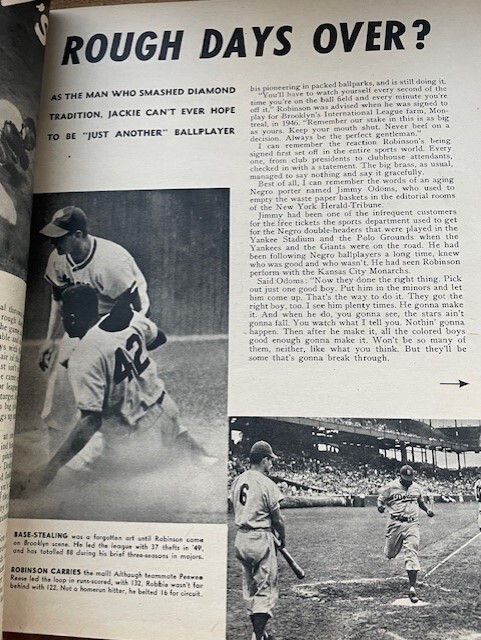 ROUGH DAYS OVER?
AS THE MAN WHO SMASHED DIAMOND
TRADITION, JACKIE CAN'T EVER HOPE
TO BE "JUST ANOTHER" BALLPLAYER
his pioneering in packed ballparks, and is still doing it.
"You'll have to watch yourself every second of the
time you're on the ball field and every minute you're
off it." Robinson was advised when he was signed to
play for Brooklyn's International League farm, Mon-
treal, in 1946. "Remember our stake in this is as big
as yours. Keep your mouth shut. Never beef on a
decision. Always be the perfect gentleman."
I can remember the reaction Robinson's being
signed first set off in the entire sports world. Every
one, from club presidents to clubhouse attendants,
checked in with a statement. The big brass, as usual,
managed to say nothing and say it gracefully.
Best of all, I can remember the words of an aging
Negro porter named Jimmy Odoms, who used to
empty the waste paper baskets in the editorial rooms
of the New York Herald-Tribune.
Jimmy had been one of the infrequent customers
for the free tickets the sports department used to get
for the Negro double-headers that were played in the
Yankee Stadium and the Polo Grounds when the
Yankees and the Giants were on the road. He had
been following Negro ballplayers a long time, knew
who was good and who wasn't. He had seen Robinson
perform with the Kansas City Monarchs.
Said Odoms: "Now they done the right thing. Pick
out just one good boy. Put him in the minors and let
him come up. That's the way to do it. They got the
right boy, too. I see him plenty times. He gonna make
it. And when he do, you gonna see, the stars ain't
gonna fall. You watch what I tell you. Nothin' gonna
happen. Then after he make it, all the colored boys
good enough gonna make it. Won't be so many of
them, neither, like what you think. But they'll be
some that's gonna break through.
42
6
BASE-STEALING was a forgotten art until Robinson came
on Brooklyn scene. He led the league with 37 thefts in '49,
and has totalled 88 during his brief three-seasons in majors.
ROBINSON CARRIES the mail! Although teammate Peewee
Reese led the loop in runs-scored, with 132, Robbie wasn't far
behind with 122. Not a homerun hitter, he belted 16 for circuit.